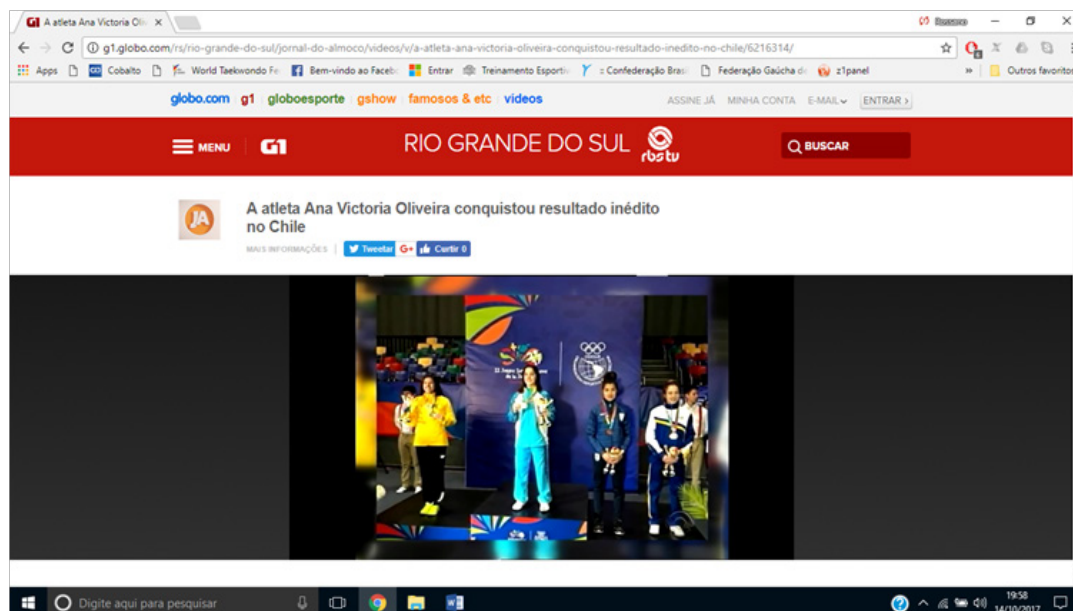 G1 A atleta Ana Victoria Oli
g1.globo.com/rs/rio-grande-do-sul/jornal-do-almoco/videos/v/a-atleta-ana-victoria-oliveira-conquistou-resultado-inedito-no-chile/6216314/
Apps Cobalto World Taekwondo Fe Bem-vindo ao Facebo Entrar Treinamento Esportiv :: Confederação Brasi Federação Gaúcha d z1panel » Outros favoritos
globo.com g1 globoesporte gshow famosos & etc vídeos ASSINE JÁ MINHA CONTA E-MAIL ENTRAR ›
MENU G1 RIO GRANDE DO SUL rbs tv BUSCAR
JA
A atleta Ana Victoria Oliveira conquistou resultado inédito
no Chile
MAIS INFORMAÇÕES Tweetar G+ Curtir 0
Digite aqui para pesquisar
19:58
14/10/2017